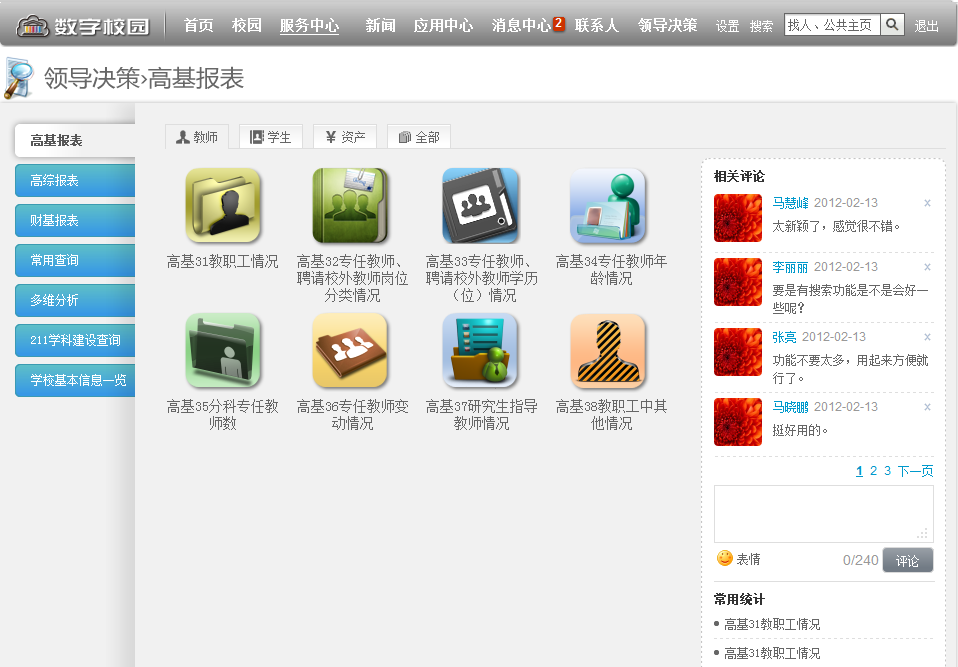 数字校园
首页 校园 服务中心 新闻 应用中心 消息中心 2 联系人 领导决策 设置 搜索 找人、公共主页 退出
领导决策›高基报表
高基报表
高综报表
财基报表
常用查询
多维分析
211学科建设查询
学校基本信息一览
教师 学生 ¥ 资产 全部
高基31教职工情况
高基32专任教师、
聘请校外教师岗位
分类情况
高基33专任教师、
聘请校外教师学历
（位）情况
高基34专任教师年
龄情况
高基35分科专任教
师数
高基36专任教师变
动情况
高基37研究生指导
教师情况
高基38教职工中其
他情况
相关评论
马慧峰 2012-02-13 ×
太新颖了，感觉很不错。
李丽丽 2012-02-13 ×
要是有搜索功能是不是会好一
些呢？
张亮 2012-02-13 ×
功能不要太多，用起来方便就
行了。
马晓鹏 2012-02-13 ×
挺好用的。
1 2 3 下一页
表情 0/240 评论
常用统计
高基31教职工情况
高基31教职工情况